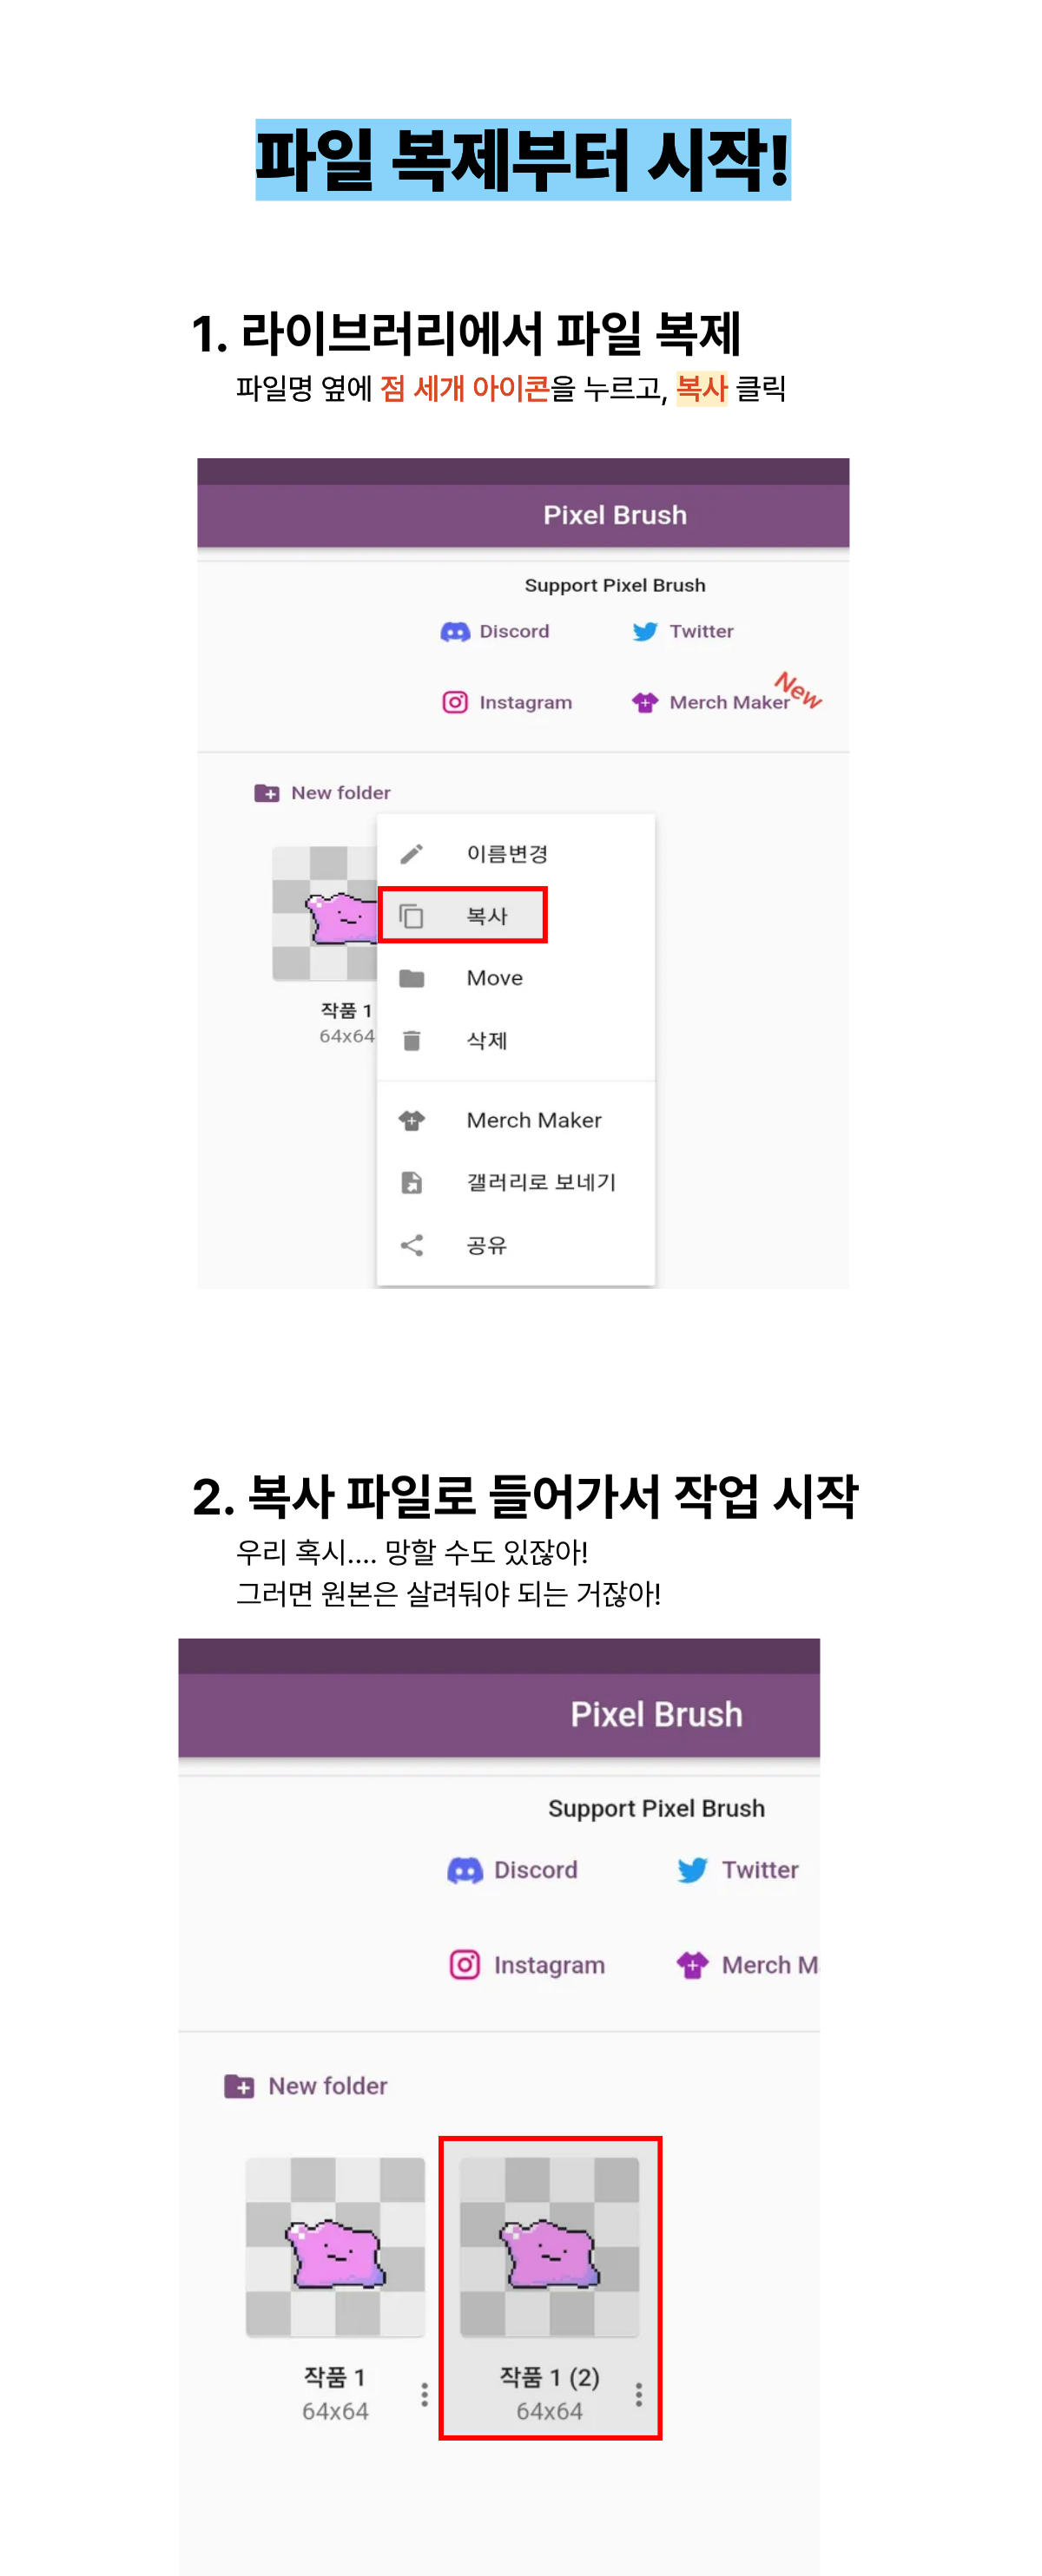 파일 복제부터 시작!
1. 라이브러리에서 파일 복제
파일명 옆에 점 세개 아이콘을 누르고, 복사 클릭
Pixel Brush
Support Pixel Brush
Discord
Twitter
Instagram
Merch Maker
New
New folder
이름변경
복사
Move
삭제
작품 1
64x64
Merch Maker
갤러리로 보네기
공유
2. 복사 파일로 들어가서 작업 시작
우리 혹시.... 망할 수도 있잖아!
그러면 원본은 살려둬야 되는 거잖아!
Pixel Brush
Support Pixel Brush
Discord
Twitter
Instagram
Merch M
New folder
작품 1
64x64
작품 1 (2)
64x64